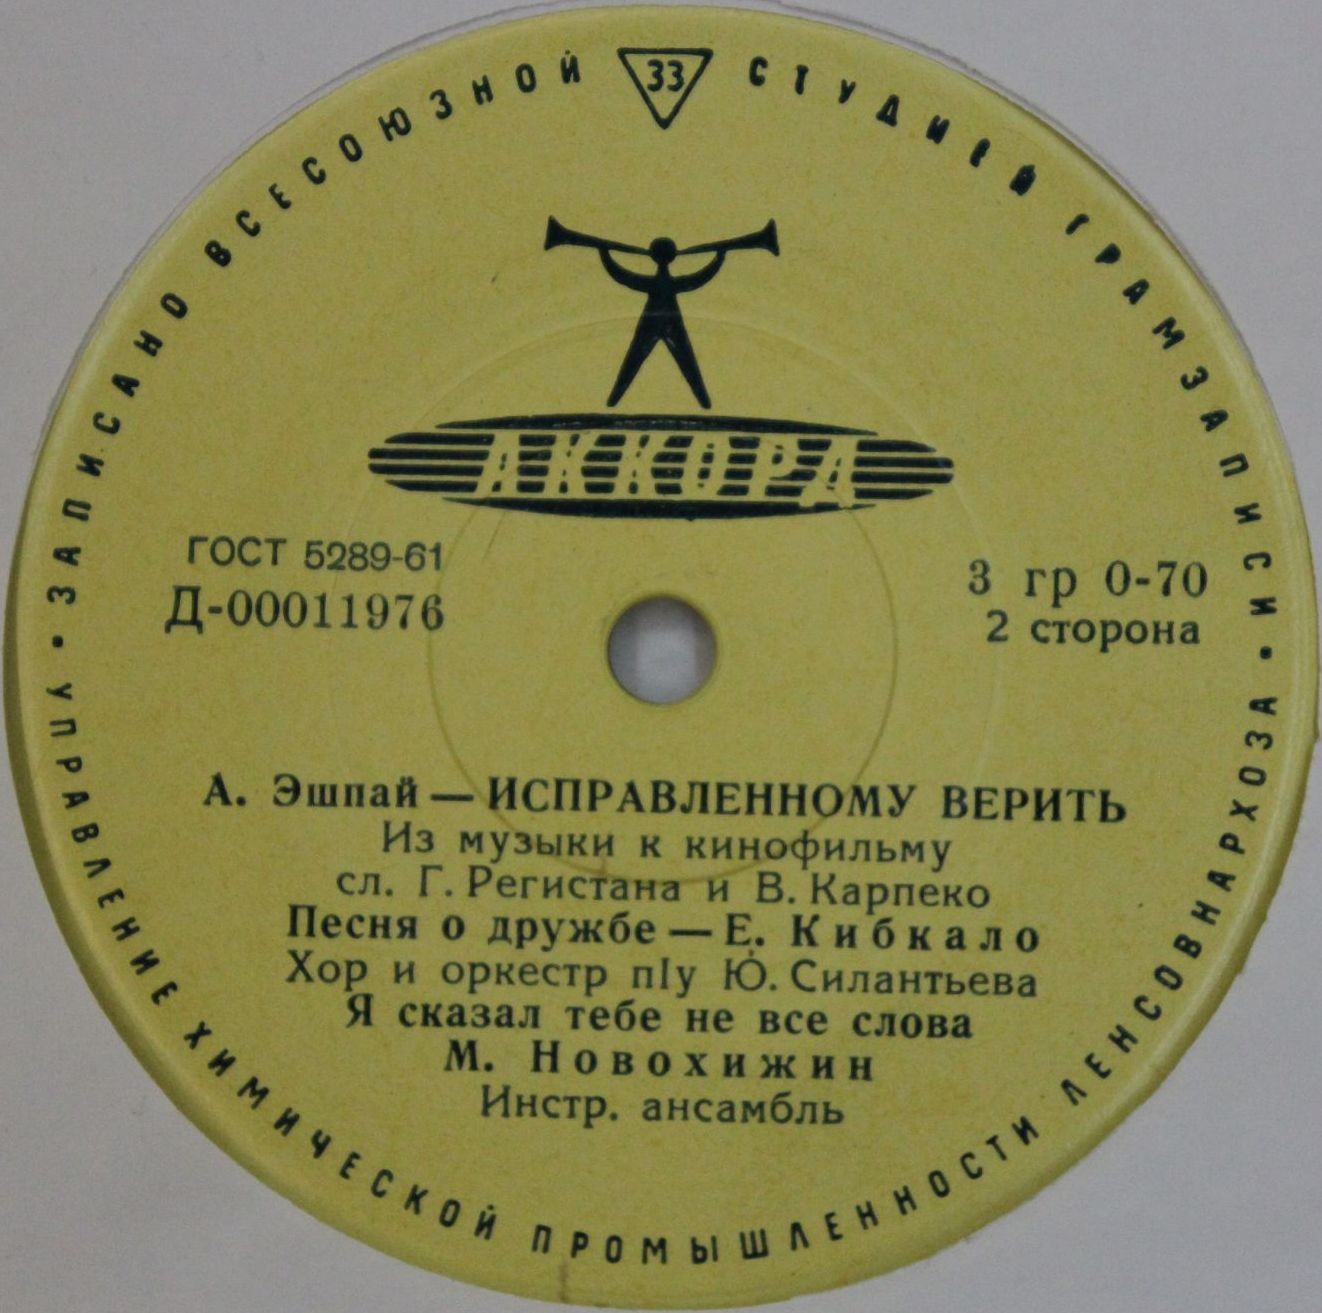 ЗАПИСАНО ВСЕСОЮЗНОЙ СТУДИЕЙ ГРАМЗАПИСИ
33
АККОРД
ГОСТ 5289-61
Д-00011976
3 гр 0-70
2 сторона
А. Эшпай — ИСПРАВЛЕННОМУ ВЕРИТЬ
Из музыки к кинофильму
сл. Г. Регистана и В. Карпеко
Песня о дружбе — Е. Кибкало
Хор и оркестр п/у Ю. Силантьева
Я сказал тебе не все слова
М. Новохижин
Инстр. ансамбль
УПРАВЛЕНИЕ ХИМИЧЕСКОЙ ПРОМЫШЛЕННОСТИ ЛЕНСОВНАРХОЗА